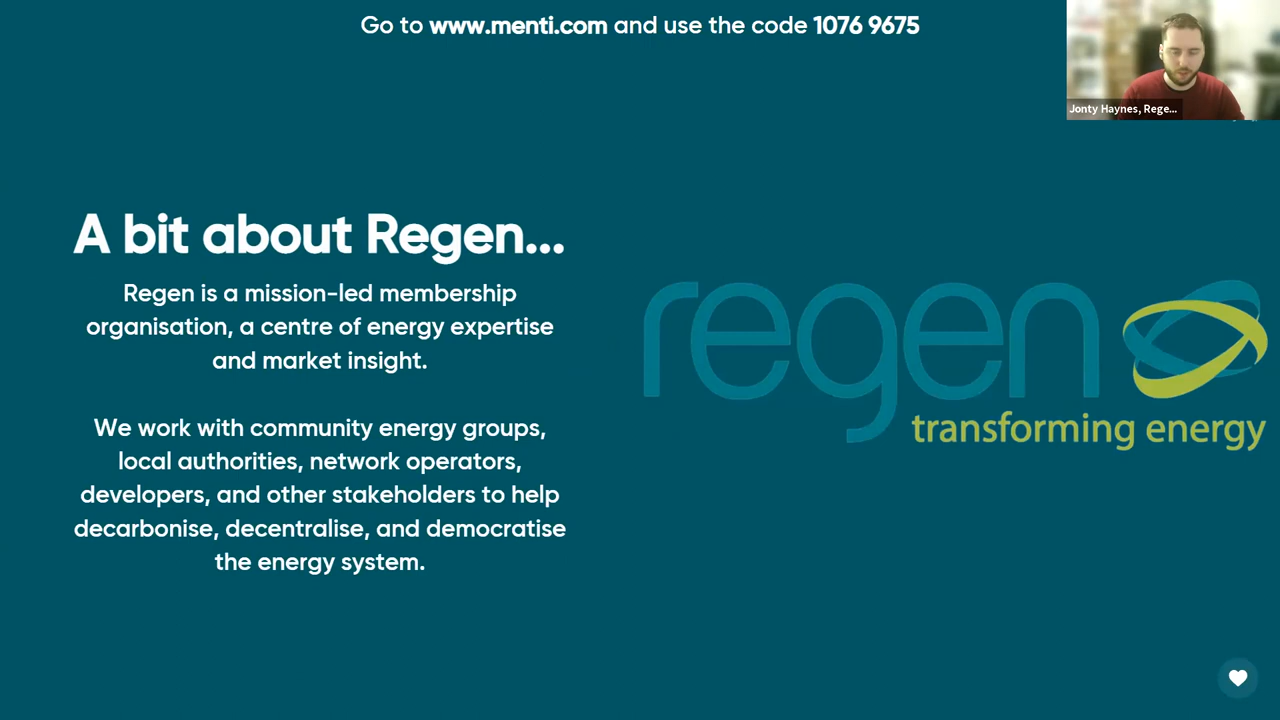 Go to www.menti.com and use the code 1076 9675
Jonty Haynes, Rege...
A bit about Regen...
Regen is a mission-led membership
organisation, a centre of energy expertise
and market insight.
We work with community energy groups,
local authorities, network operators,
developers, and other stakeholders to help
decarbonise, decentralise, and democratise
the energy system.
regen
transforming energy